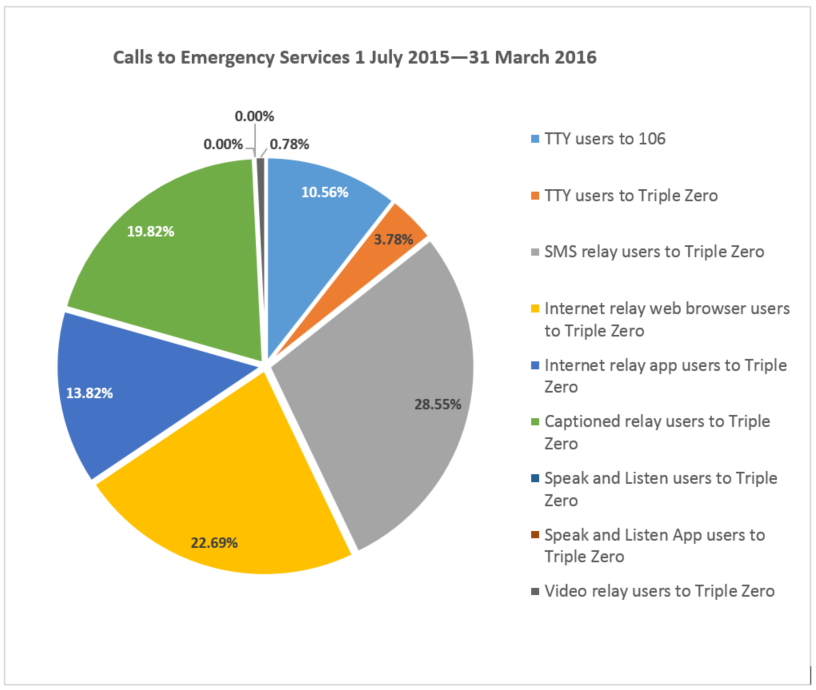 Calls to Emergency Services 1 July 2015—31 March 2016
0.00%
0.00%
0.78%
10.56%
3.78%
19.82%
13.82%
28.55%
22.69%
TTY users to 106
TTY users to Triple Zero
SMS relay users to Triple Zero
Internet relay web browser users
to Triple Zero
Internet relay app users to Triple
Zero
Captioned relay users to Triple
Zero
Speak and Listen users to Triple
Zero
Speak and Listen App users to
Triple Zero
Video relay users to Triple Zero